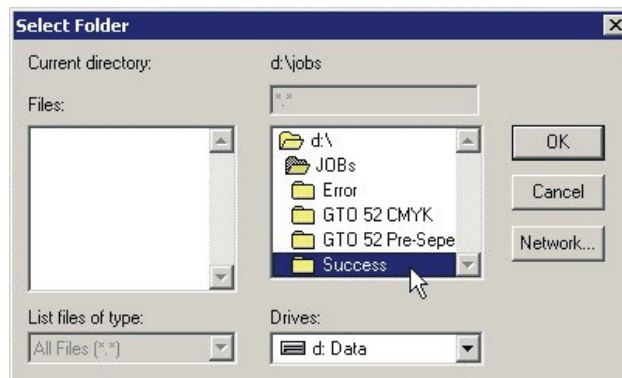 Select Folder
Current directory:
d:\jobs
Files:
*.*
d:\
JOBs
Error
GTO 52 CMYK
GTO 52 Pre-Sepe
Success
OK
Cancel
Network...
List files of type:
All Files (*.*)
Drives:
d: Data